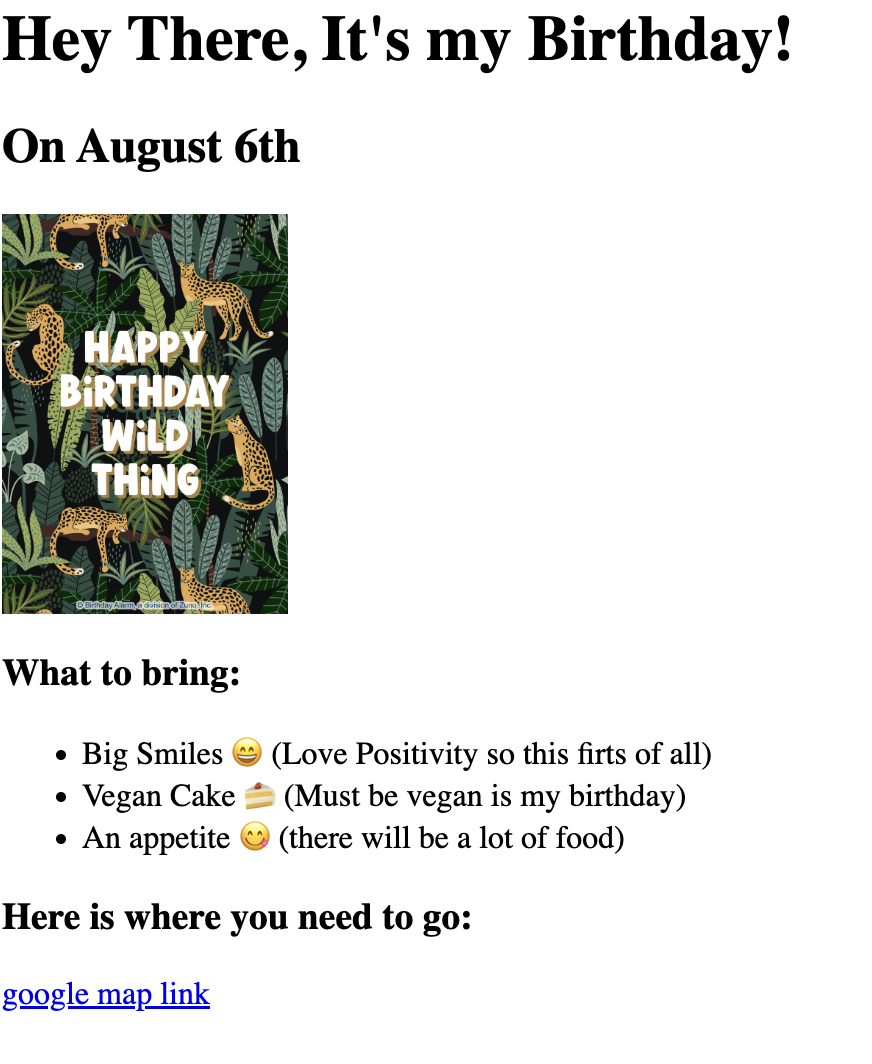 Hey There, It's my Birthday!
On August 6th
HAPPY
BiRTHDAY
WiLD
THiNG
© Birthday Alarm, a division of Zuno, Inc.
What to bring:
• Big Smiles 😄 (Love Positivity so this firts of all)
• Vegan Cake 🍰 (Must be vegan is my birthday)
• An appetite 😋 (there will be a lot of food)
Here is where you need to go:
google map link